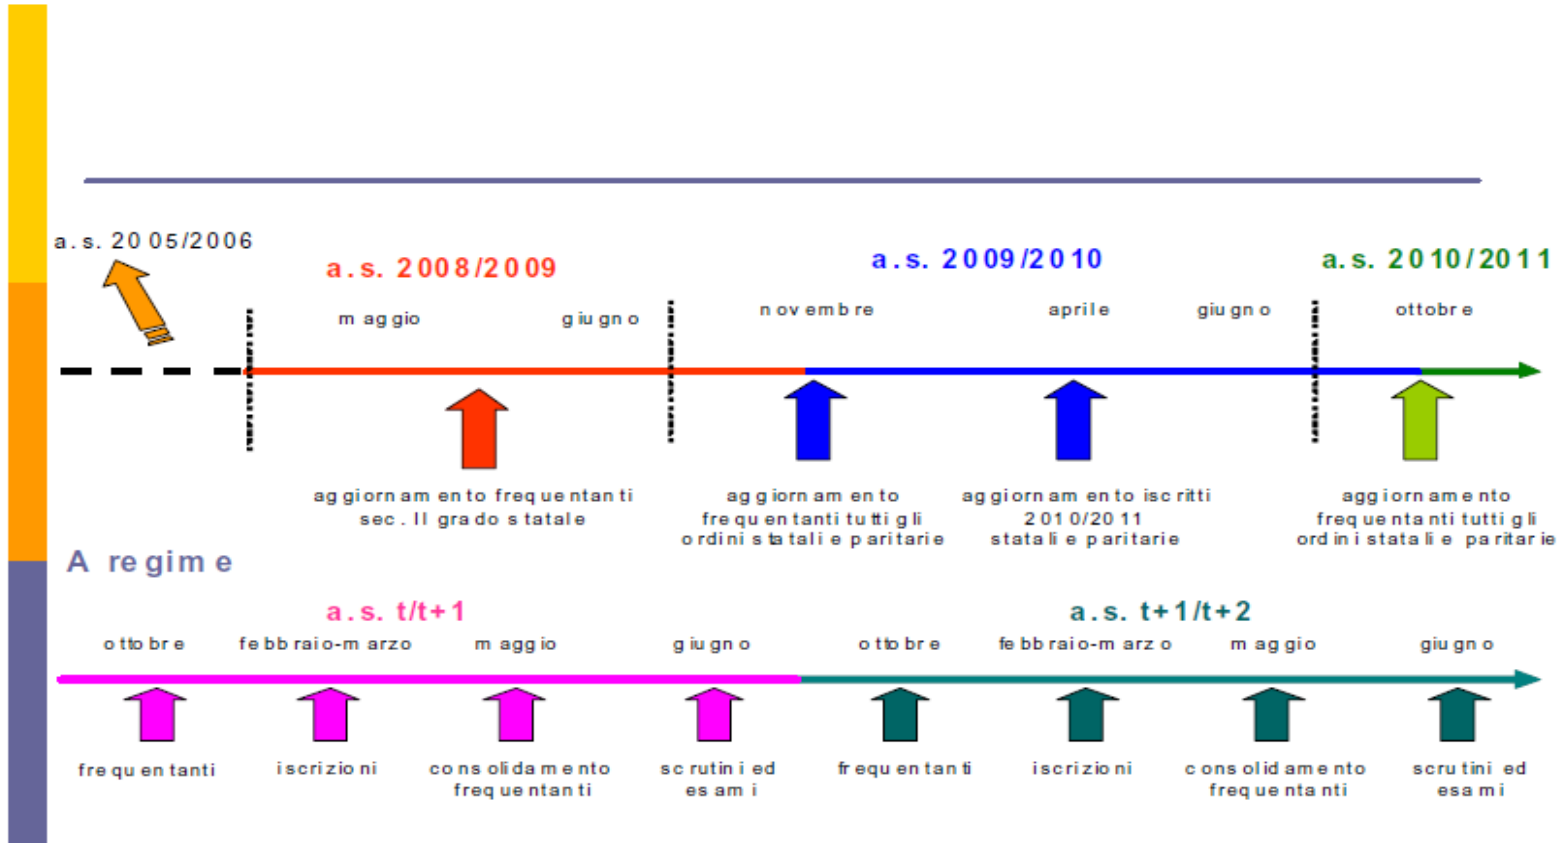 a.s. 2005/2006
a.s. 2008/2009
a.s. 2009/2010
a.s. 2010/2011
maggio
giugno
novembre
aprile
giugno
ottobre
aggiornamento frequentanti
sec. II grado statale
aggiornamento
frequentanti tutti gli
ordini statali e paritarie
aggiornamento iscritti
2010/2011
statali e paritarie
aggiornamento
frequentanti tutti gli
ordini statali e paritarie
A regime
a.s. t/t+1
a.s. t+1/t+2
ottobre
febbraio-marzo
maggio
giugno
ottobre
febbraio-marzo
maggio
giugno
frequentanti
iscrizioni
consolidamento
frequentanti
scrutini ed
esami
frequentanti
iscrizioni
consolidamento
frequentanti
scrutini ed
esami